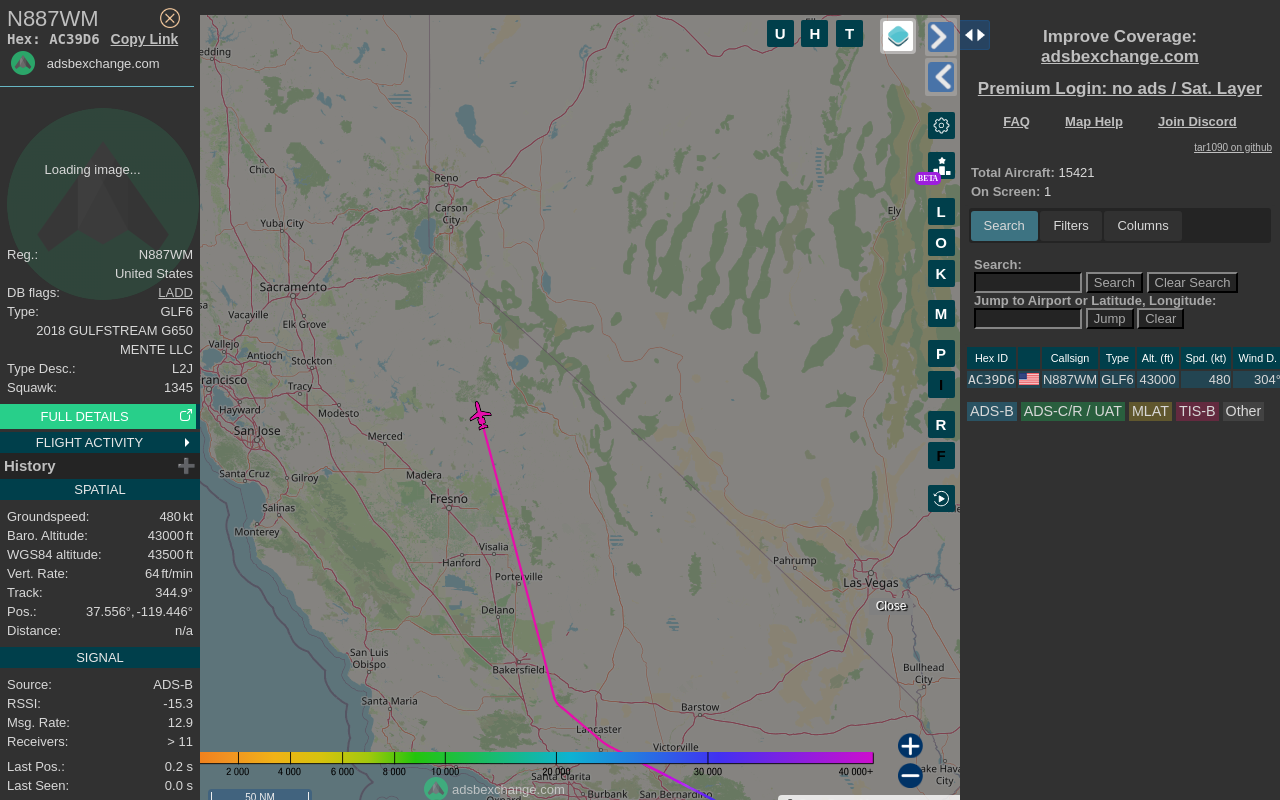 N887WM
Hex: AC39D6 Copy Link
adsbexchange.com
Loading image...
Reg.: N887WM
United States
DB flags: LADD
Type: GLF6
2018 GULFSTREAM G650
MENTE LLC
Type Desc.: L2J
Squawk: 1345
FULL DETAILS
FLIGHT ACTIVITY
History
SPATIAL
Groundspeed: 480 kt
Baro. Altitude: 43000 ft
WGS84 altitude: 43500 ft
Vert. Rate: 64 ft/min
Track: 344.9°
Pos.: 37.556°, -119.446°
Distance: n/a
SIGNAL
Source: ADS-B
RSSI: -15.3
Msg. Rate: 12.9
Receivers: > 11
Last Pos.: 0.2 s
Last Seen: 0.0 s
U H T
edding
Chico
Reno
Carson
City
Yuba City
Ely
Sacramento
Vacaville
Elk Grove
Vallejo
Antioch
Stockton
rancisco
Tracy
Hayward
Modesto
San Jose
Merced
Santa Cruz
Gilroy
Madera
Salinas
Fresno
Monterey
Visalia
Hanford
Porterville
Pahrump
Las Vegas
Close
Delano
San Luis
Obispo
Bakersfield
Bullhead
City
Santa Maria
Barstow
Lancaster
Victorville
ake Hava
City
2 000 4 000 6 000 8 000 10 000 20 000 30 000 40 000+
Santa Clarita
adsbexchange.com
Burbank
San Bernardino
Oxnard
50 NM
BETA
L
O
K
M
P
I
R
F
Improve Coverage:
adsbexchange.com
Premium Login: no ads / Sat. Layer
FAQ Map Help Join Discord
tar1090 on github
Total Aircraft: 15421
On Screen: 1
Search Filters Columns
Search:
Search Clear Search
Jump to Airport or Latitude, Longitude:
Jump Clear
Hex ID Callsign Type Alt. (ft) Spd. (kt) Wind D.
AC39D6 N887WM GLF6 43000 480 304°
ADS-B ADS-C/R / UAT MLAT TIS-B Other